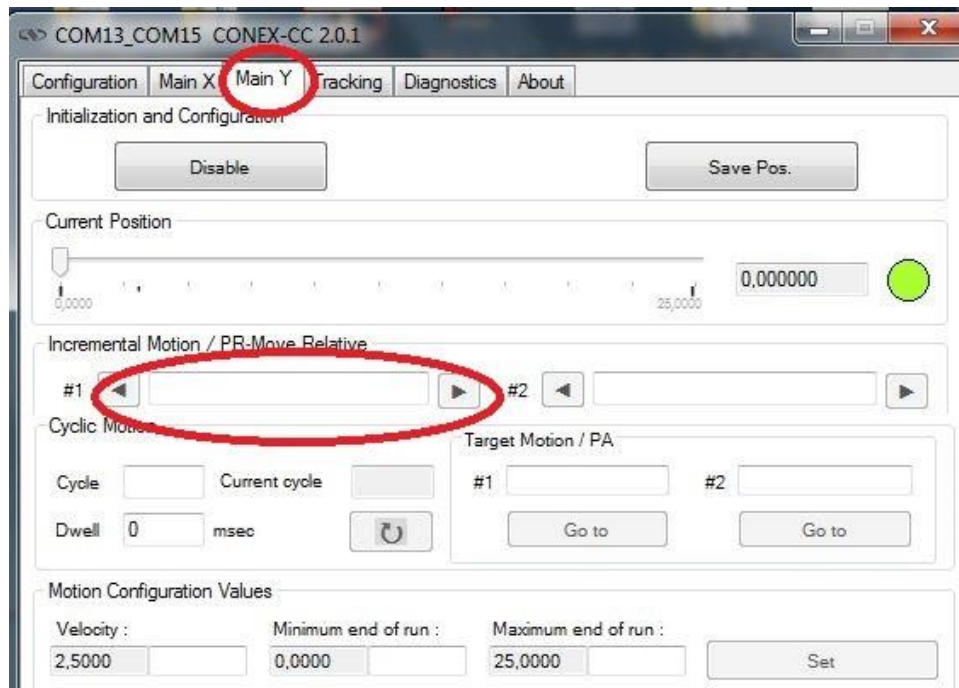 COM13_COM15 CONEX-CC 2.0.1
Configuration Main X Main Y Tracking Diagnostics About
Initialization and Configuration
Disable Save Pos.
Current Position
0,000000
0,0000 25,0000
Incremental Motion / PR-Move Relative
#1 #2
Cyclic Motion
Target Motion / PA
Cycle Current cycle #1 #2
Dwell 0 msec Go to Go to
Motion Configuration Values
Velocity : Minimum end of run : Maximum end of run :
2,5000 0,0000 25,0000 Set